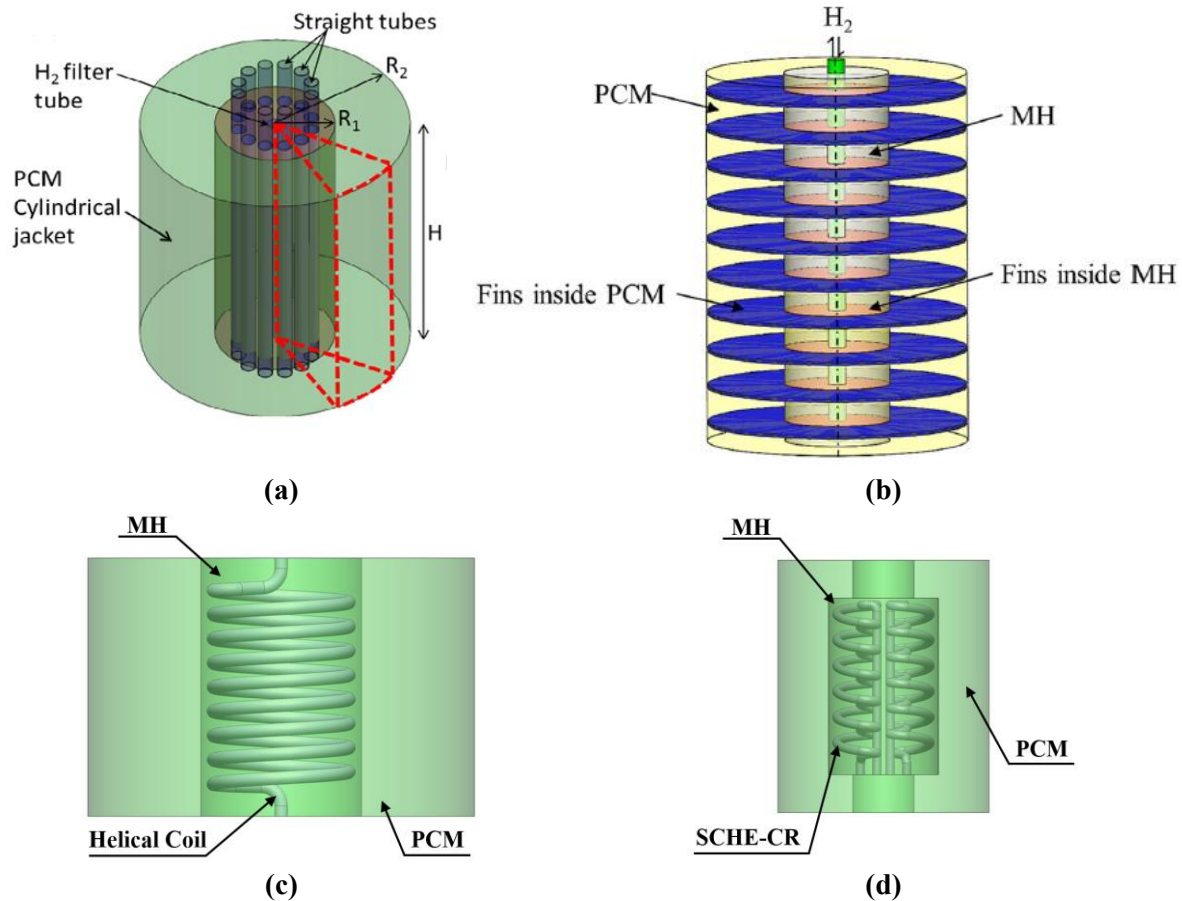 Straight tubes
H₂ filter
tube
R₂
R₁
PCM
Cylindrical
jacket
H
(a)
H₂
PCM
MH
Fins inside PCM
Fins inside MH
(b)
MH
Helical Coil
PCM
(c)
MH
PCM
SCHE-CR
(d)